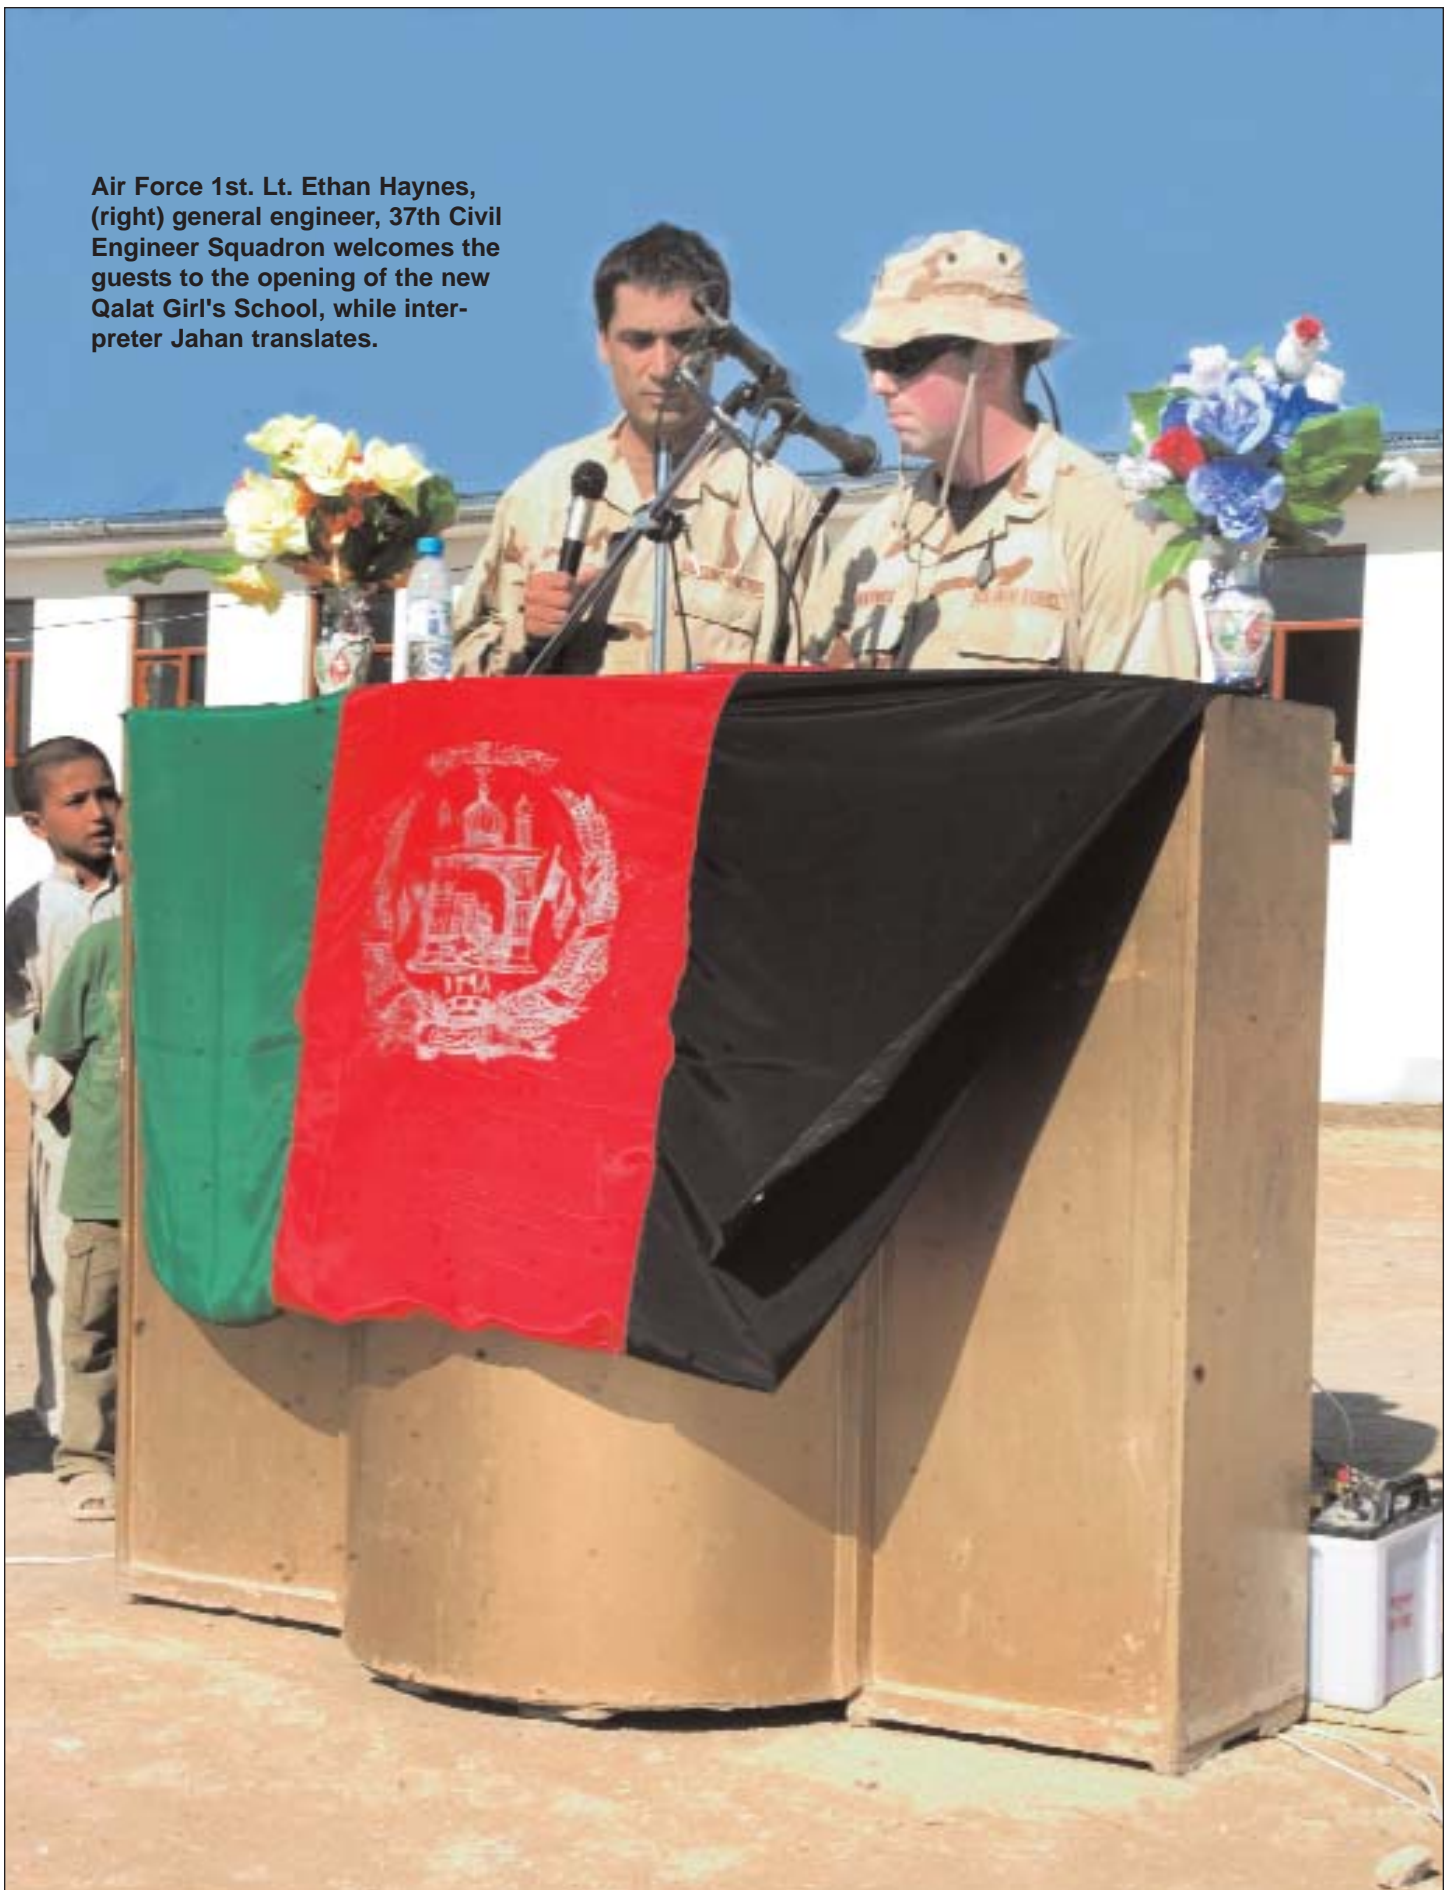 Air Force 1st. Lt. Ethan Haynes,
(right) general engineer, 37th Civil
Engineer Squadron welcomes the
guests to the opening of the new
Qalat Girl's School, while inter-
preter Jahan translates.
١٢٩٨